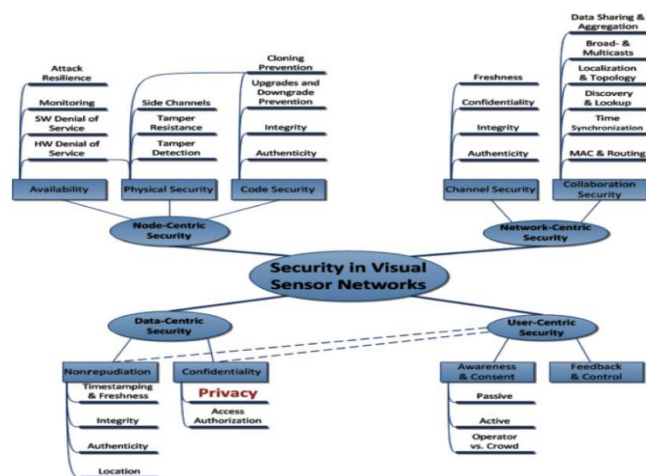 Data Sharing &
Aggregation
Broad- &
Multicasts
Localization
& Topology
Discovery
& Lookup
Time
Synchronization
MAC & Routing
Collaboration
Security
Freshness
Confidentiality
Integrity
Authenticity
Channel Security
Network-Centric
Security
Cloning
Prevention
Upgrades and
Downgrade
Prevention
Integrity
Authenticity
Code Security
Side Channels
Tamper
Resistance
Tamper
Detection
Physical Security
Attack
Resilience
Monitoring
SW Denial of
Service
HW Denial of
Service
Availability
Node-Centric
Security
Security in Visual
Sensor Networks
Data-Centric
Security
Nonrepudiation
Timestamping
& Freshness
Integrity
Authenticity
Location
Confidentiality
Privacy
Access
Authorization
User-Centric
Security
Awareness
& Consent
Passive
Active
Operator
vs. Crowd
Feedback
& Control